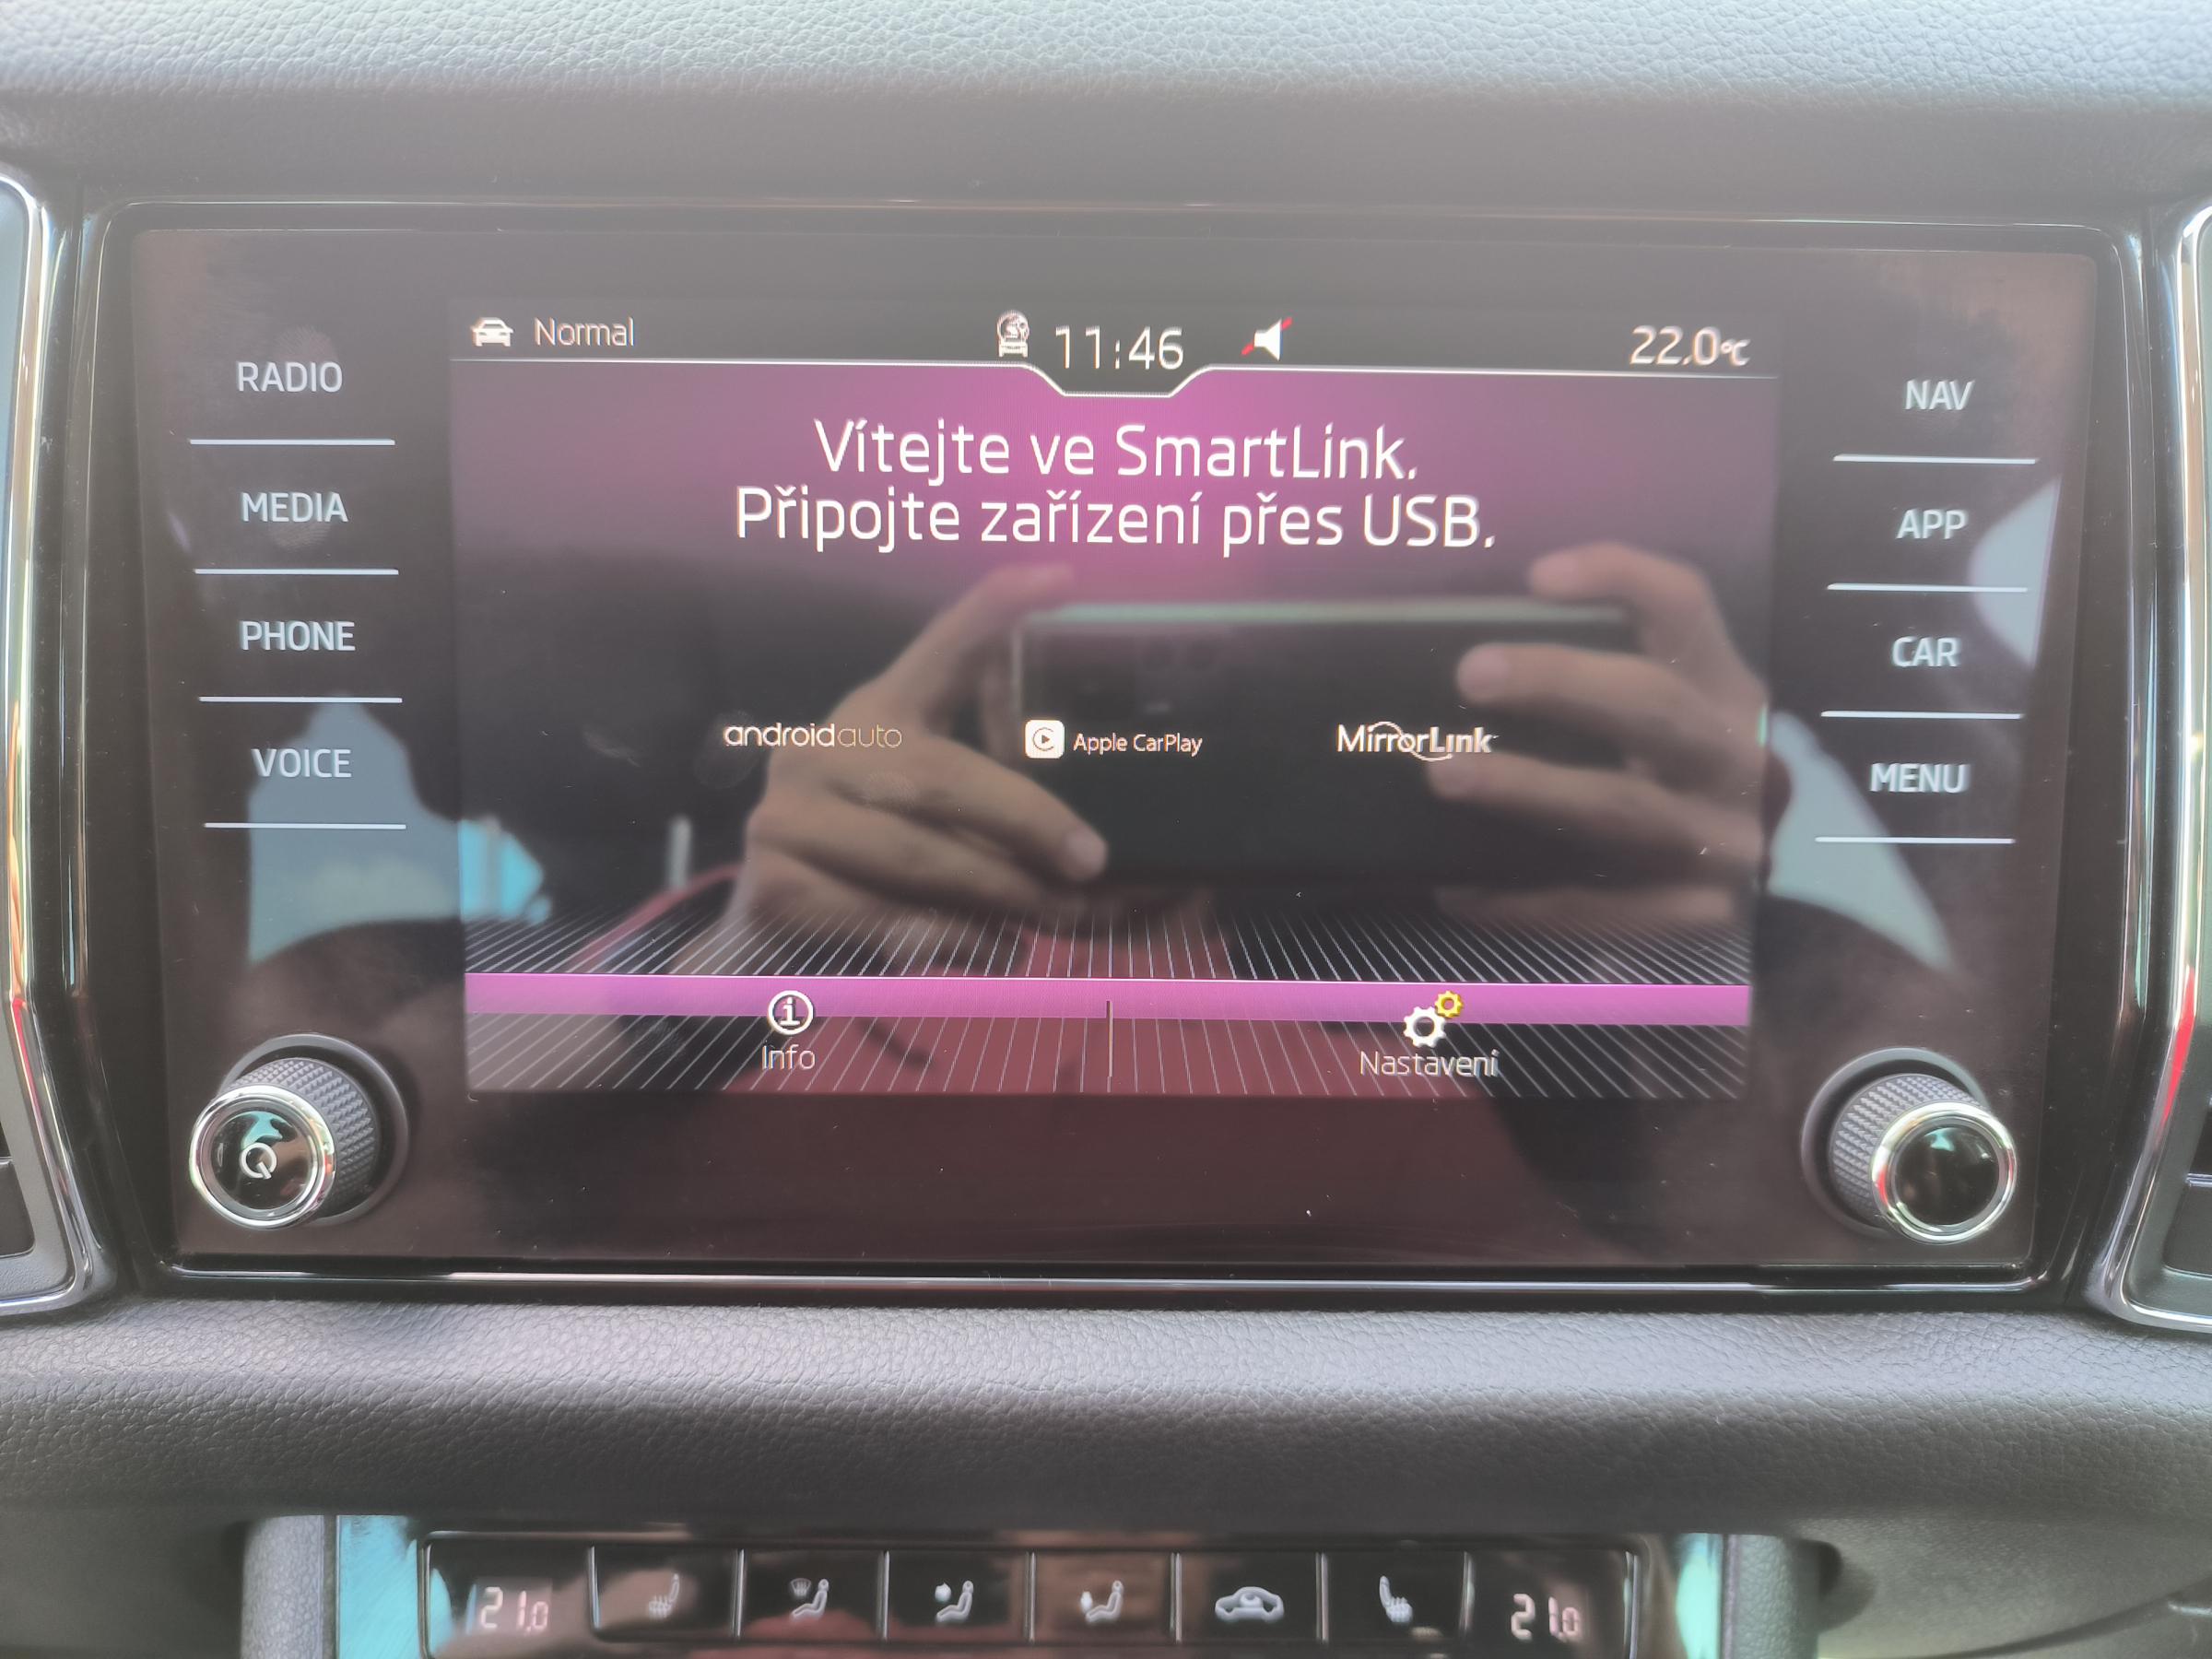 Normal
11:46
22.0°C
RADIO
MEDIA
PHONE
VOICE
NAV
APP
CAR
MENU
Vítejte ve SmartLink.
Připojte zařízení přes USB.
androidauto
Apple CarPlay
MirrorLink
Info
Nastavení
21.0
21.0